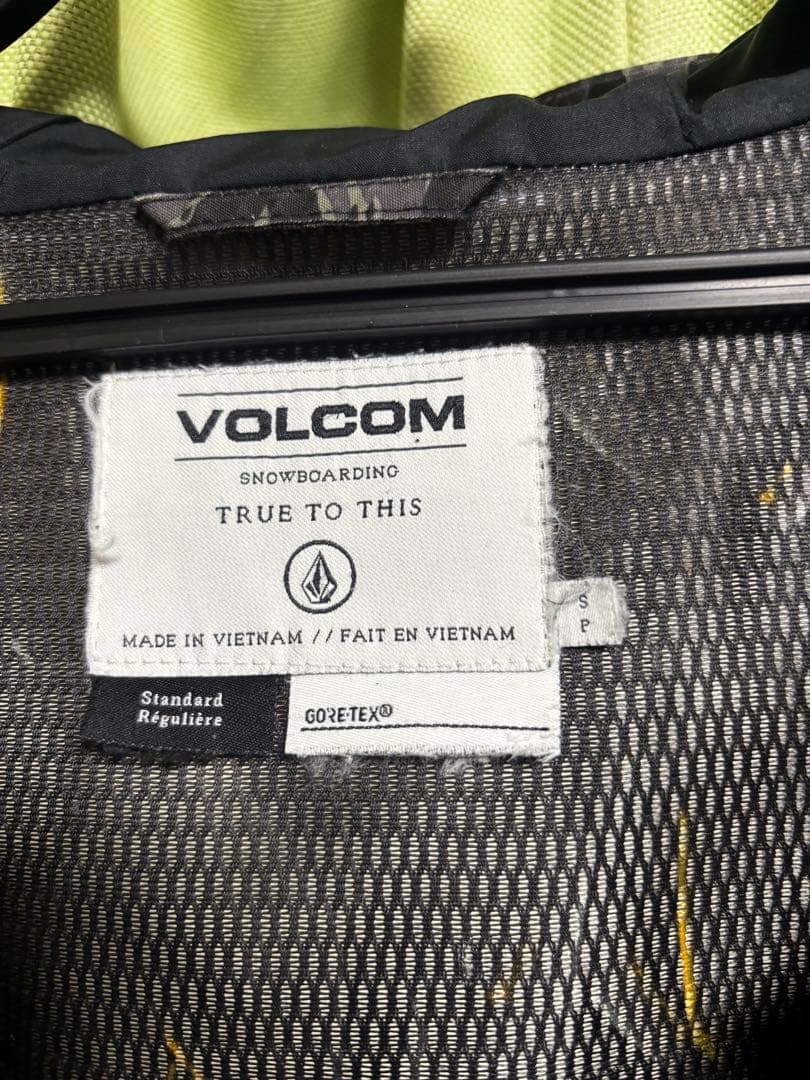 VOLCOM
SNOWBOARDING
TRUE TO THIS
MADE IN VIETNAM // FAIT EN VIETNAM
S
P
Standard
Régulière
GORE-TEX®